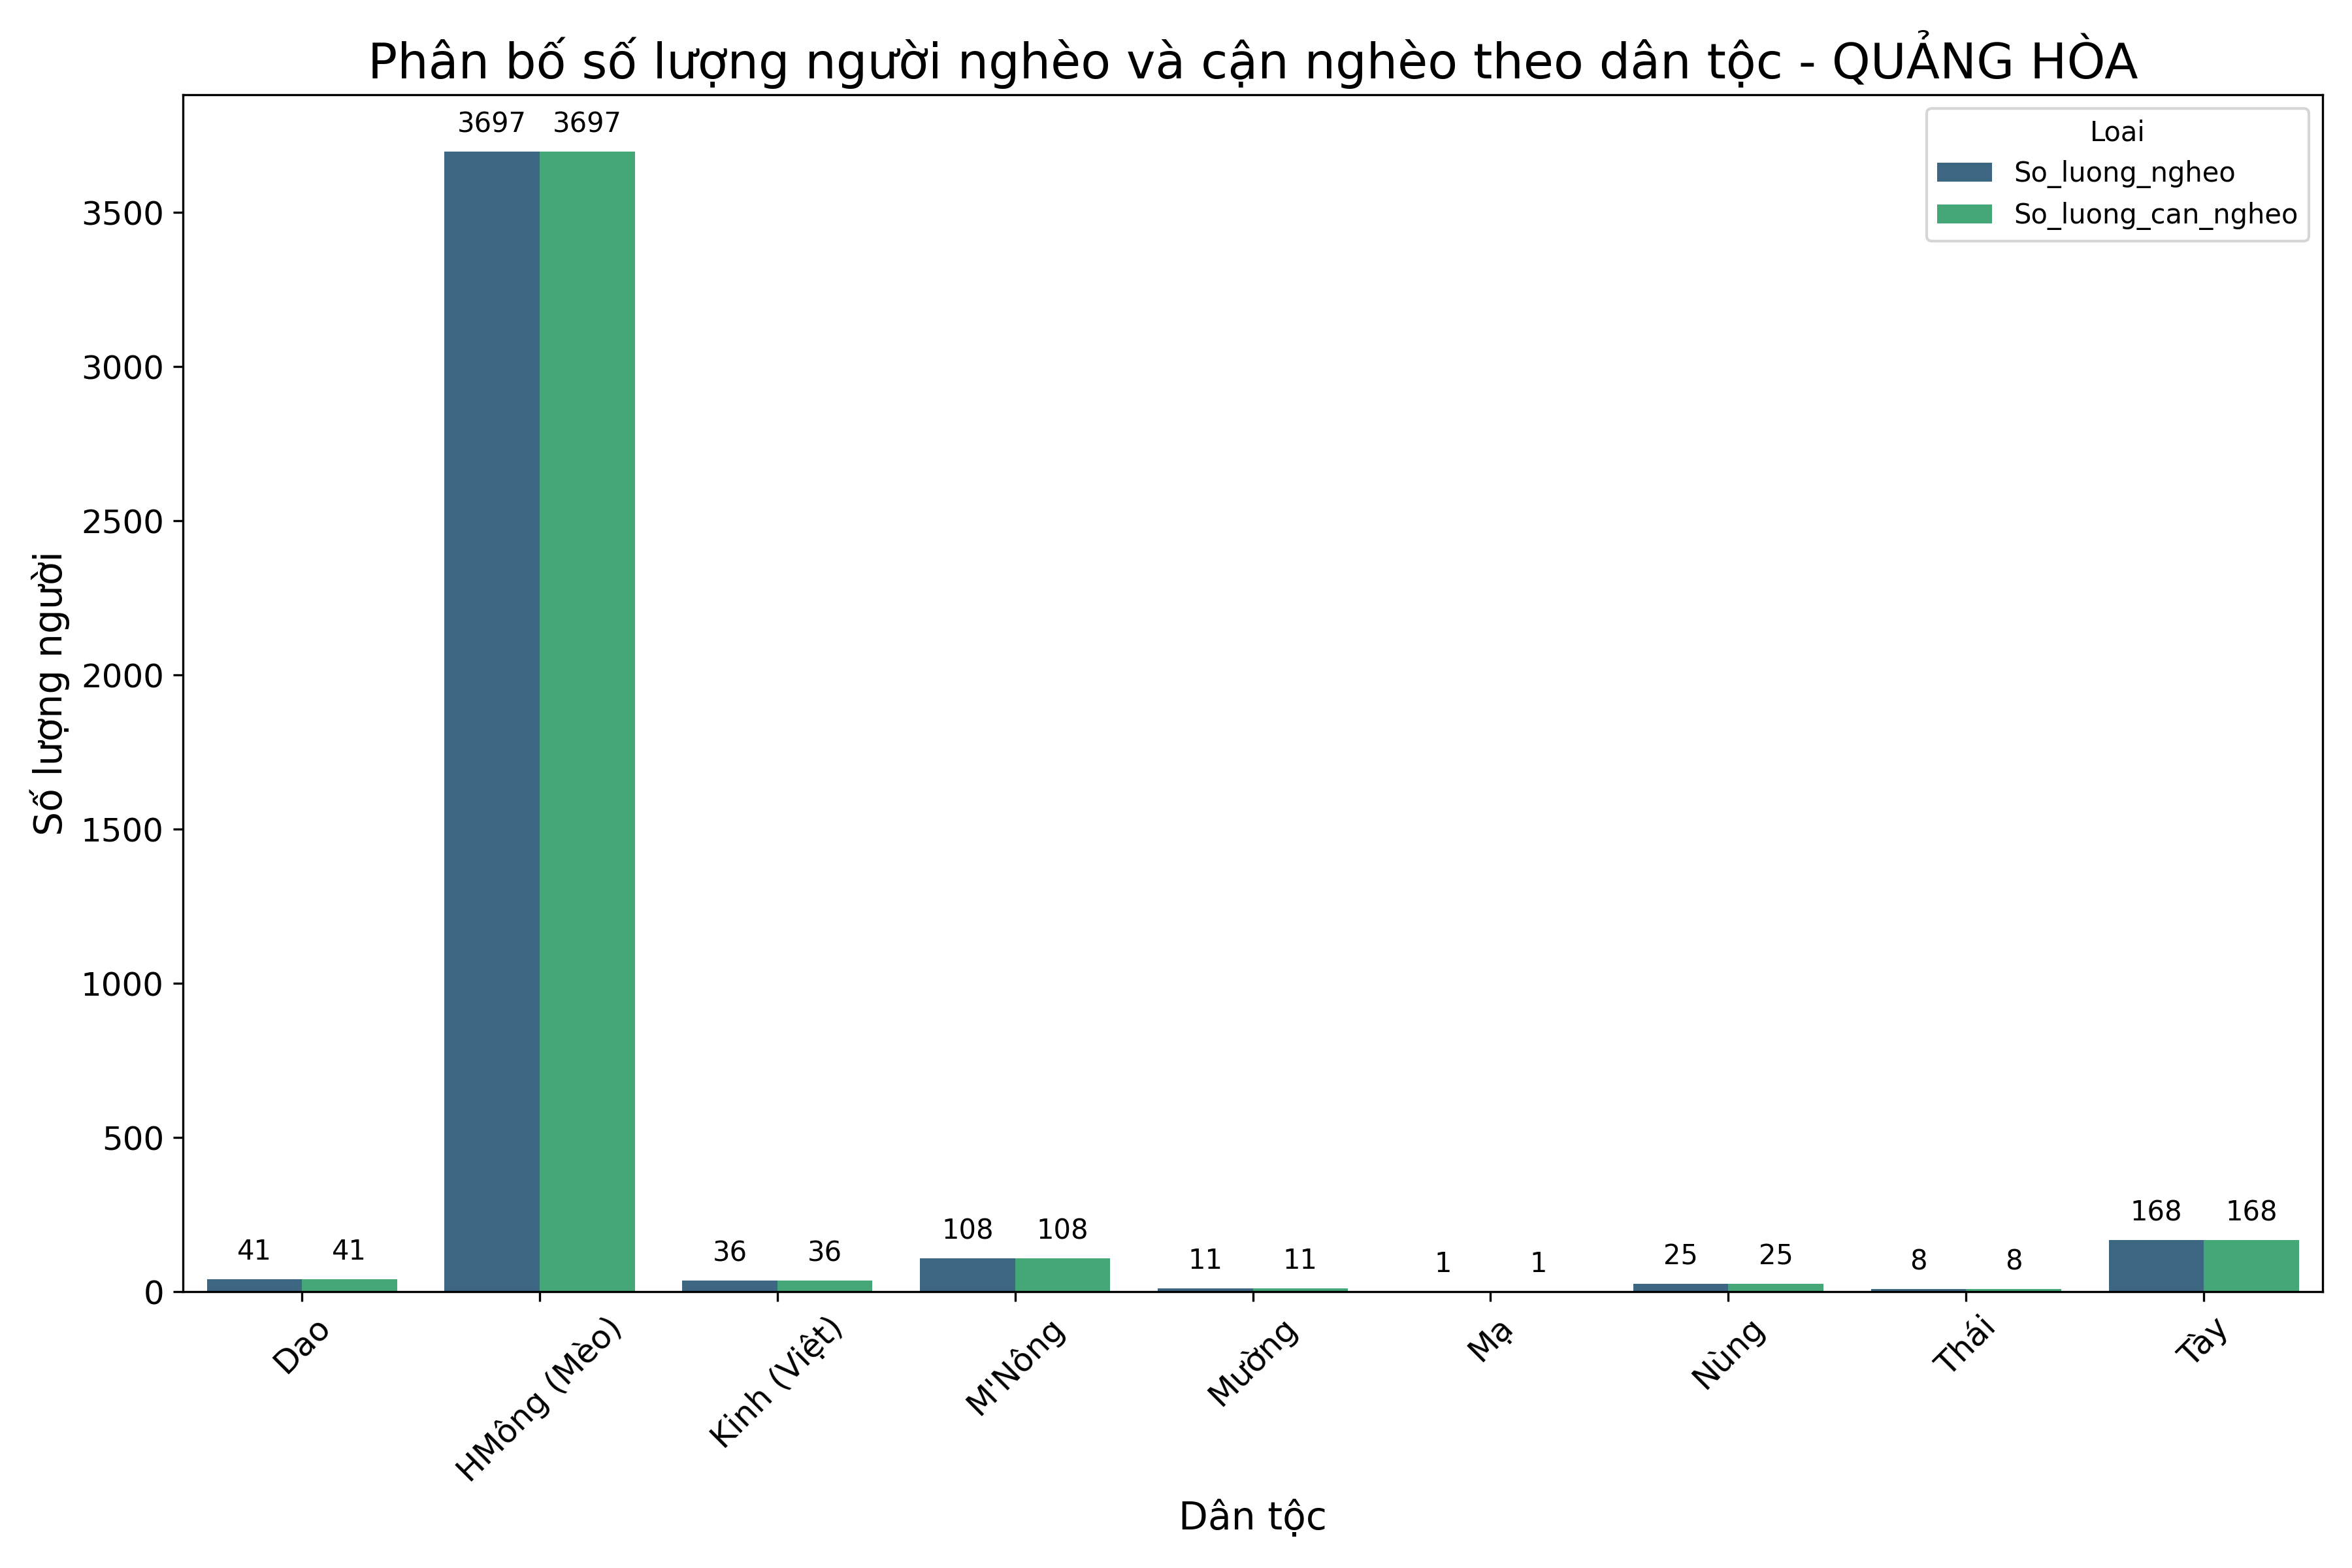 Phân bố số lượng người nghèo và cận nghèo theo dân tộc - QUẢNG HÒA
Loai
So_luong_ngheo
So_luong_can_ngheo
Số lượng người
3500
3000
2500
2000
1500
1000
500
0
41 41
3697 3697
36 36
108 108
11 11
1 1
25 25
8 8
168 168
Dao
HMông (Mèo)
Kinh (Việt)
M'Nông
Mường
Mạ
Nùng
Thái
Tày
Dân tộc